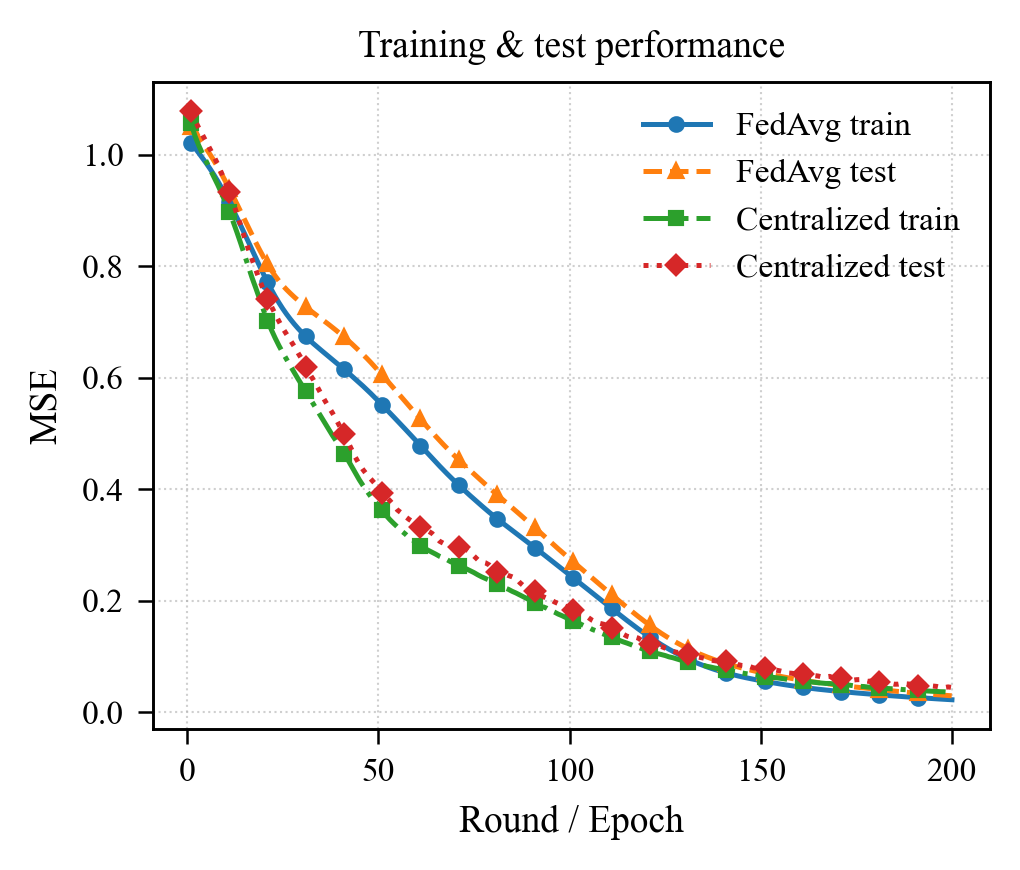 Training & test performance
FedAvg train
FedAvg test
Centralized train
Centralized test
1.0
0.8
0.6
0.4
0.2
0.0
MSE
0 50 100 150 200
Round / Epoch